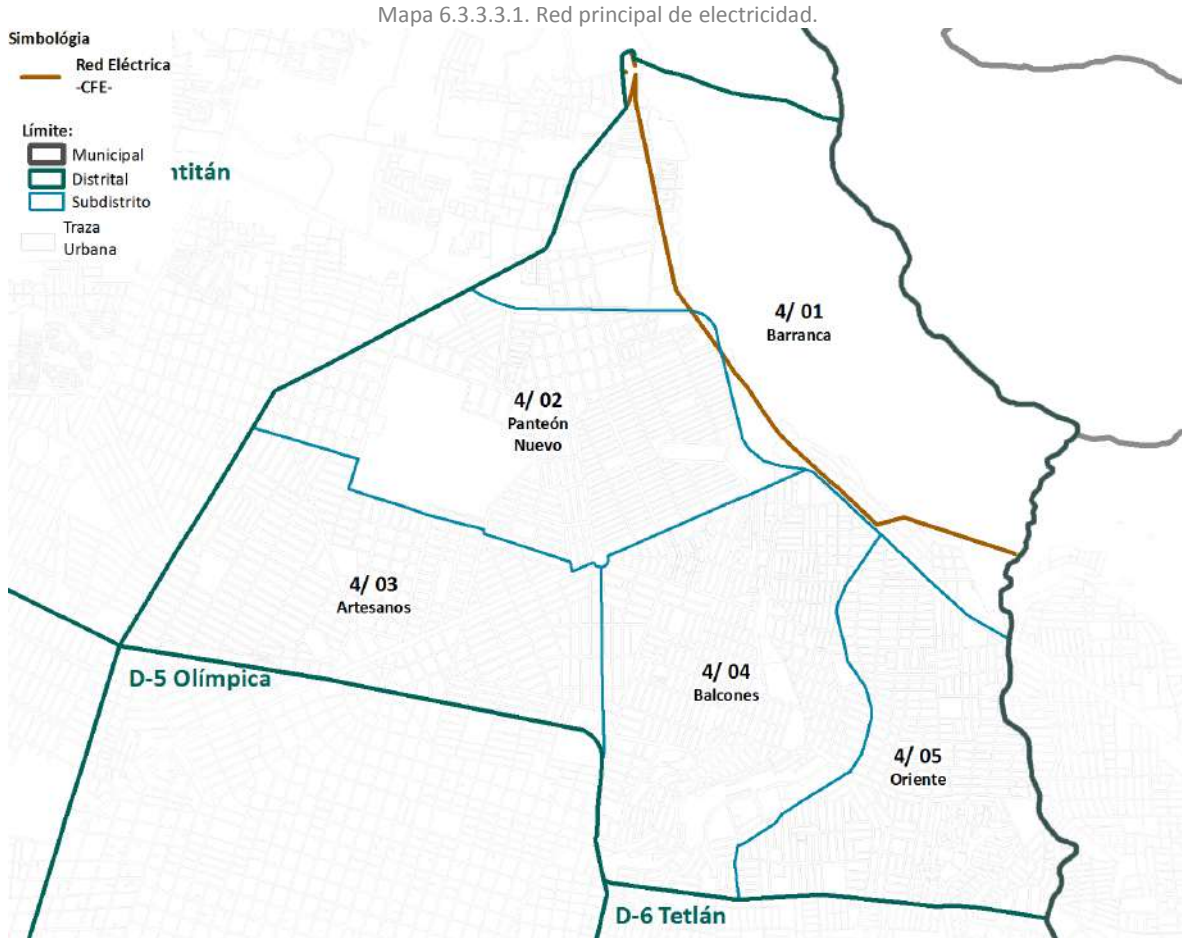 Mapa 6.3.3.3.1. Red principal de electricidad.
Simbológia
Red Eléctrica
-CFE-
Límite:
Municipal
Distrital
Subdistrito
Traza
Urbana
ntitán
4/ 01
Barranca
4/ 02
Panteón
Nuevo
4/ 03
Artesanos
D-5 Olímpica
4/ 04
Balcones
4/ 05
Oriente
D-6 Tetlán